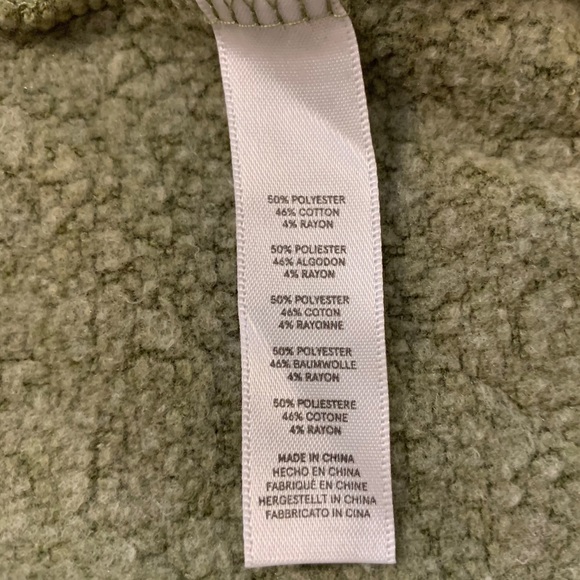 50% POLYESTER
46% COTTON
4% RAYON
50% POLIESTER
46% ALGODON
4% RAYON
50% POLYESTER
46% COTON
4% RAYONNE
50% POLYESTER
46% BAUMWOLLE
4% RAYON
50% POLIESTERE
46% COTONE
4% RAYON
MADE IN CHINA
HECHO EN CHINA
FABRIQUÉ EN CHINE
HERGESTELLT IN CHINA
FABBRICATO IN CINA